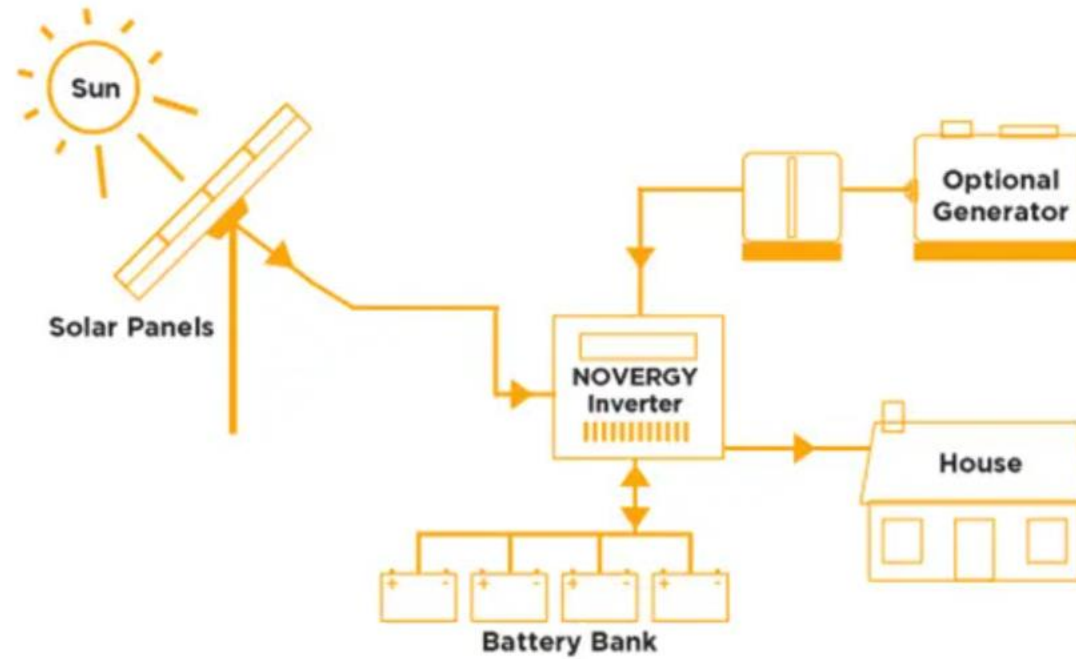 Sun
Solar Panels
Optional
Generator
NOVERGY
Inverter
House
+ - + - + - + -
Battery Bank